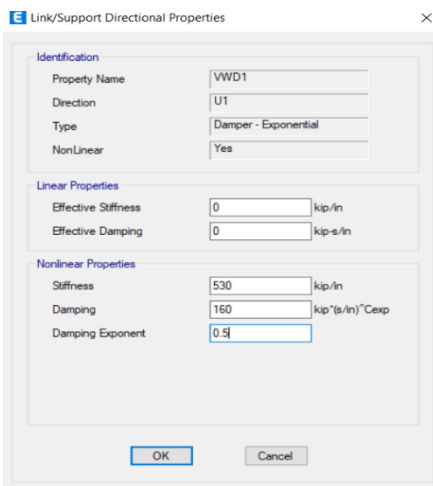 E Link/Support Directional Properties
Identification
Property Name VWD1
Direction U1
Type Damper - Exponential
NonLinear Yes
Linear Properties
Effective Stiffness 0 kip/in
Effective Damping 0 kip-s/in
Nonlinear Properties
Stiffness 530 kip/in
Damping 160 kip*(s/in)^Cexp
Damping Exponent 0.5
OK Cancel